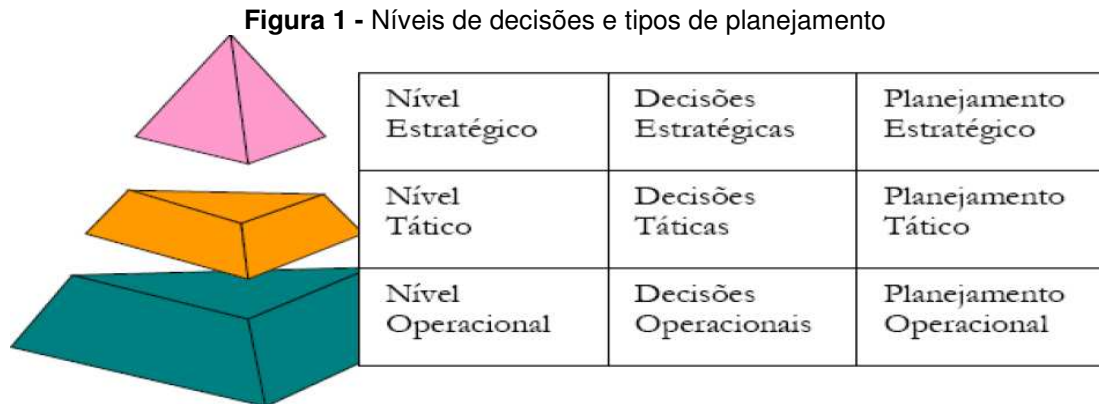 Figura 1 - Níveis de decisões e tipos de planejamento
Nível
Estratégico
Decisões
Estratégicas
Planejamento
Estratégico
Nível
Tático
Decisões
Táticas
Planejamento
Tático
Nível
Operacional
Decisões
Operacionais
Planejamento
Operacional